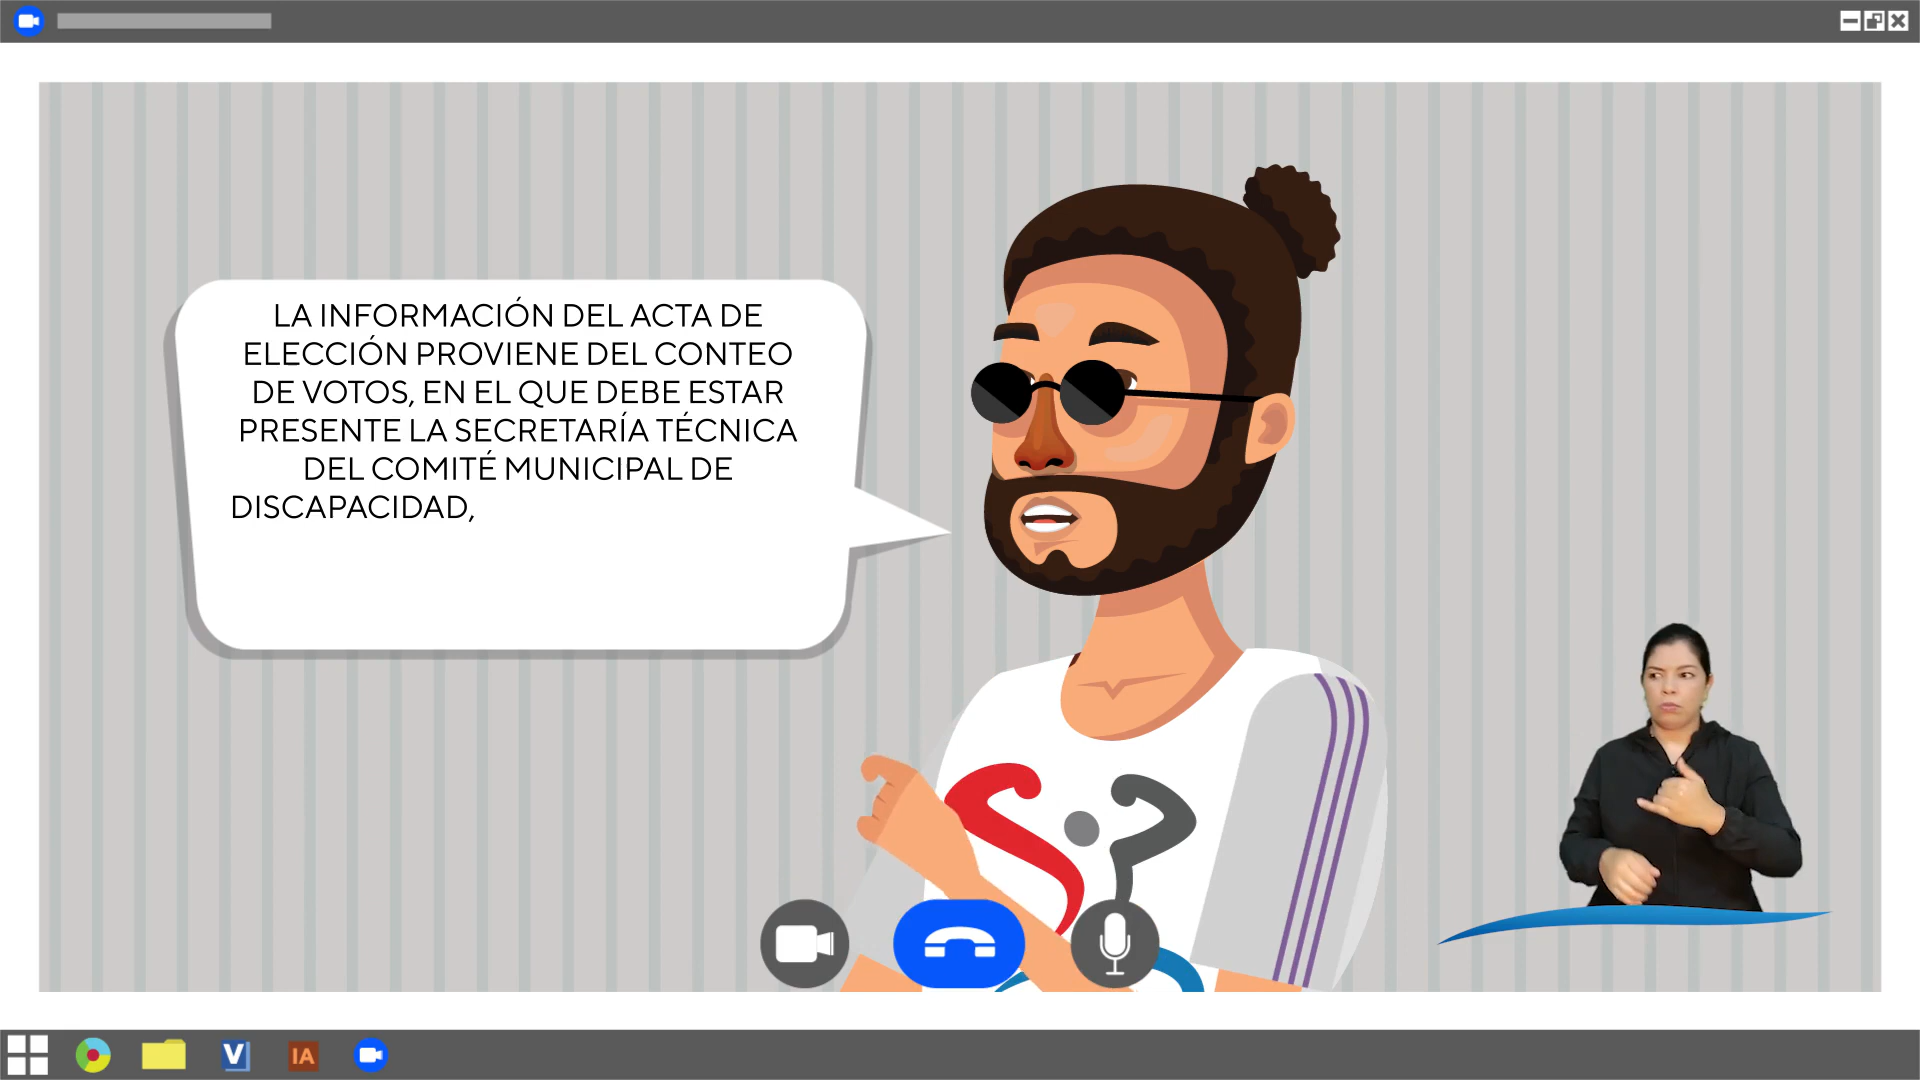 LA INFORMACIÓN DEL ACTA DE
ELECCIÓN PROVIENE DEL CONTEO
DE VOTOS, EN EL QUE DEBE ESTAR
PRESENTE LA SECRETARÍA TÉCNICA
DEL COMITÉ MUNICIPAL DE
DISCAPACIDAD,
V
IA